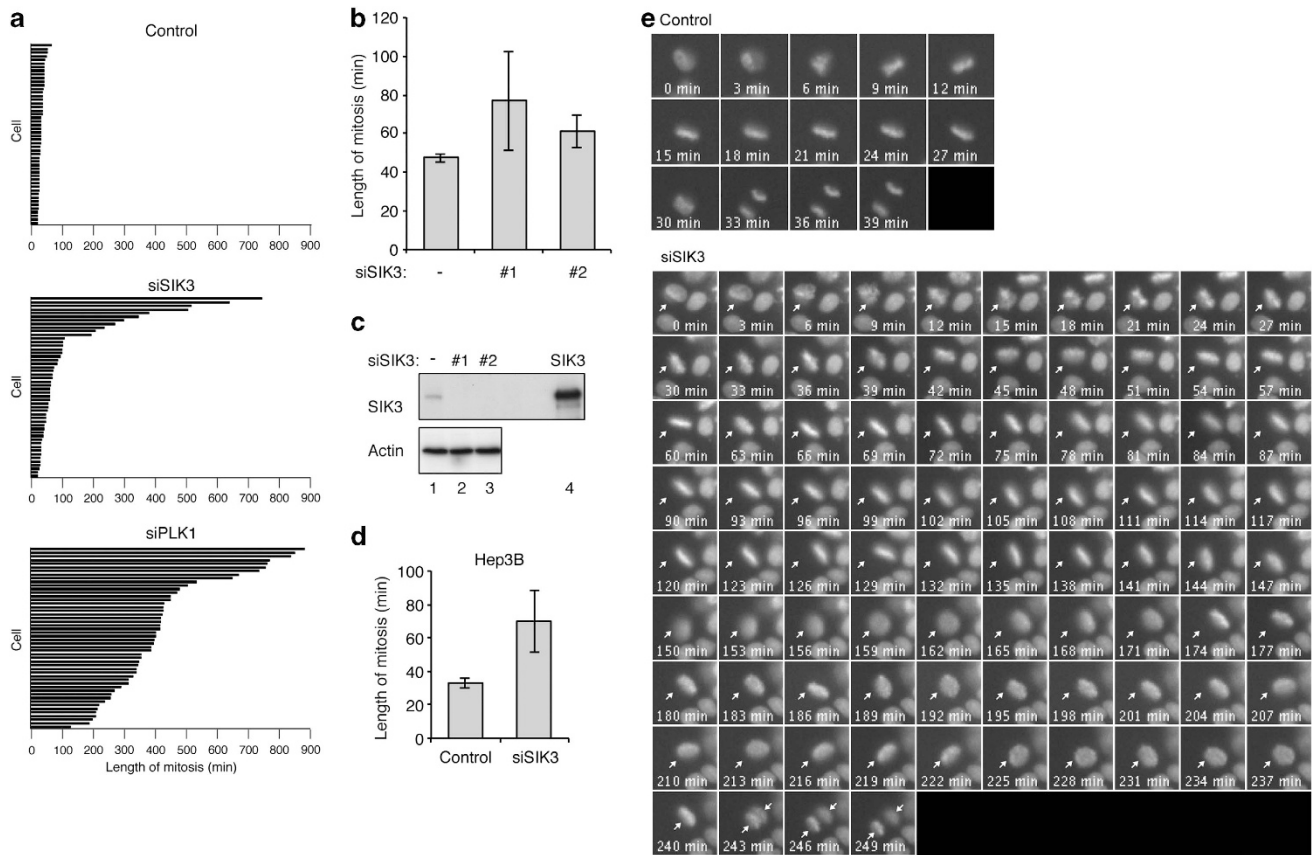 a
Control
Cell
0 100 200 300 400 500 600 700 800 900
siSIK3
Cell
0 100 200 300 400 500 600 700 800 900
siPLK1
Cell
0 100 200 300 400 500 600 700 800 900
Length of mitosis (min)
b
Length of mitosis (min)
120
100
80
60
40
20
0
siSIK3: - #1 #2
c
siSIK3: - #1 #2 SIK3
SIK3
Actin
1 2 3 4
d
Hep3B
Length of mitosis (min)
100
80
60
40
20
0
Control siSIK3
e Control
0 min 3 min 6 min 9 min 12 min
15 min 18 min 21 min 24 min 27 min
30 min 33 min 36 min 39 min
siSIK3
0 min 3 min 6 min 9 min 12 min 15 min 18 min 21 min 24 min 27 min
30 min 33 min 36 min 39 min 42 min 45 min 48 min 51 min 54 min 57 min
60 min 63 min 66 min 69 min 72 min 75 min 78 min 81 min 84 min 87 min
90 min 93 min 96 min 99 min 102 min 105 min 108 min 111 min 114 min 117 min
120 min 123 min 126 min 129 min 132 min 135 min 138 min 141 min 144 min 147 min
150 min 153 min 156 min 159 min 162 min 165 min 168 min 171 min 174 min 177 min
180 min 183 min 186 min 189 min 192 min 195 min 198 min 201 min 204 min 207 min
210 min 213 min 216 min 219 min 222 min 225 min 228 min 231 min 234 min 237 min
240 min 243 min 246 min 249 min